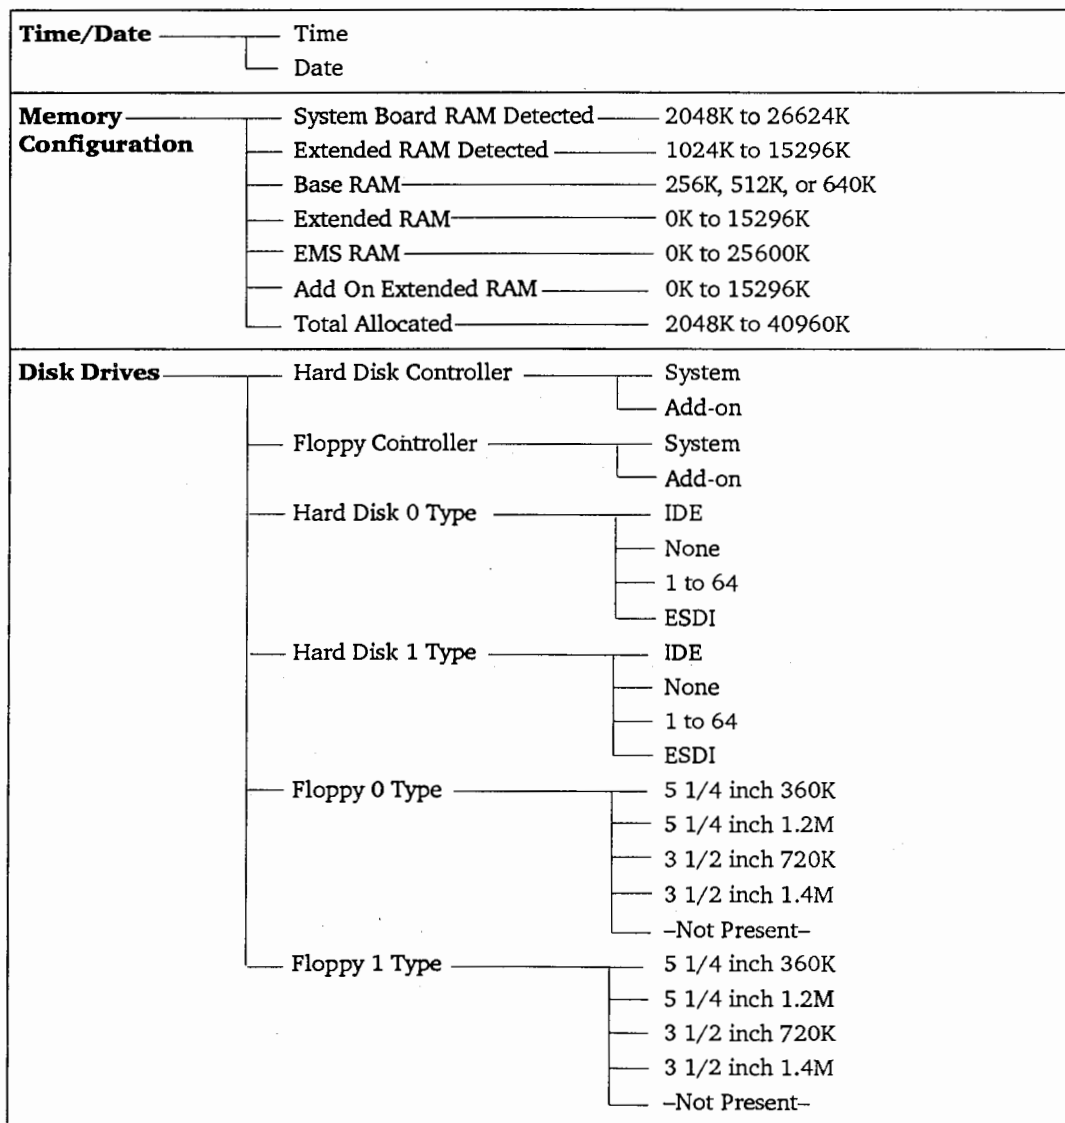 Time/Date Time
Date
Memory System Board RAM Detected 2048K to 26624K
Configuration Extended RAM Detected 1024K to 15296K
Base RAM 256K, 512K, or 640K
Extended RAM 0K to 15296K
EMS RAM 0K to 25600K
Add On Extended RAM 0K to 15296K
Total Allocated 2048K to 40960K
Disk Drives Hard Disk Controller System
Add-on
Floppy Controller System
Add-on
Hard Disk 0 Type IDE
None
1 to 64
ESDI
Hard Disk 1 Type IDE
None
1 to 64
ESDI
Floppy 0 Type 5 1/4 inch 360K
5 1/4 inch 1.2M
3 1/2 inch 720K
3 1/2 inch 1.4M
–Not Present–
Floppy 1 Type 5 1/4 inch 360K
5 1/4 inch 1.2M
3 1/2 inch 720K
3 1/2 inch 1.4M
–Not Present–